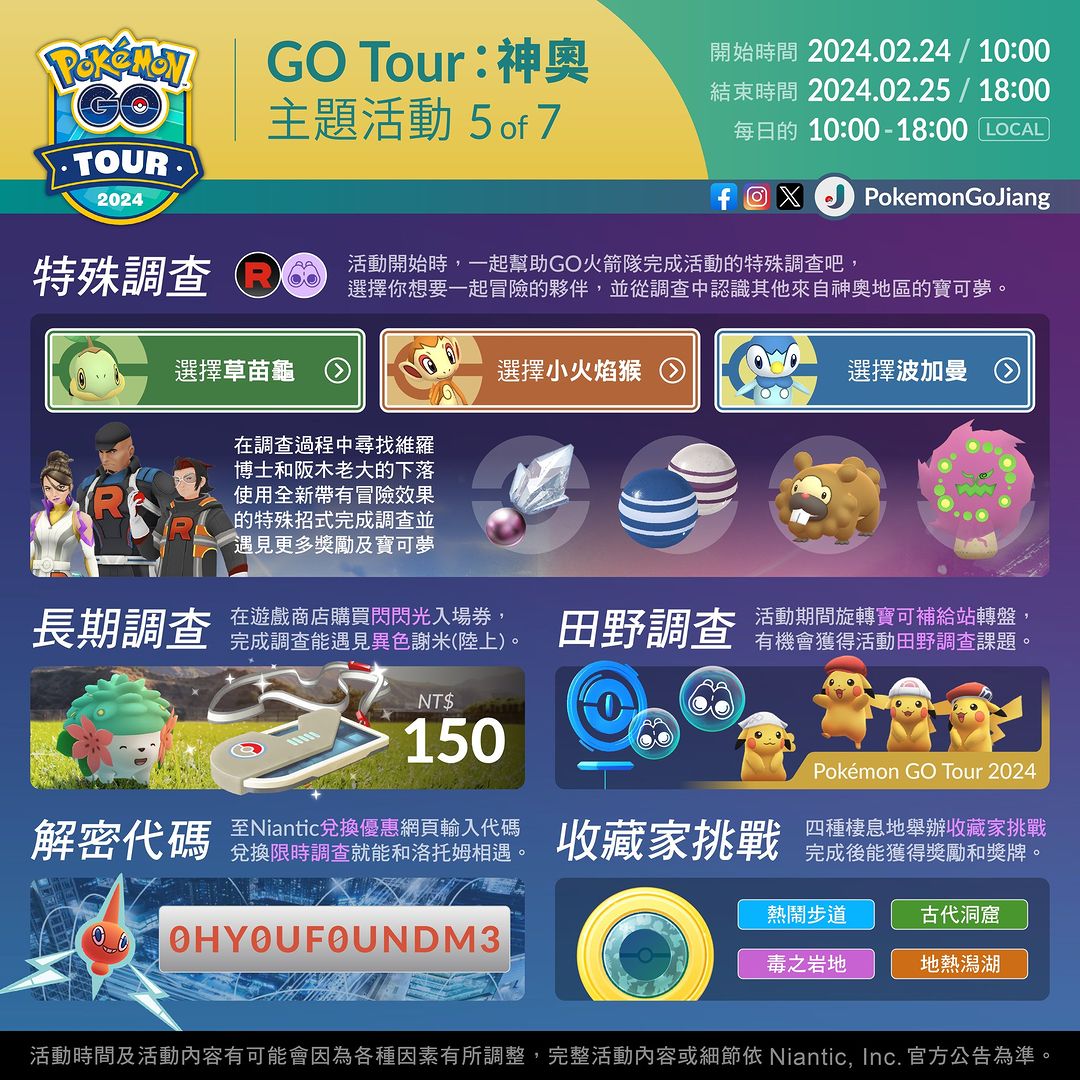 POKÉMON
GO
TOUR
2024
GO Tour：神奧
主題活動 5 of 7
開始時間 2024.02.24 / 10:00
結束時間 2024.02.25 / 18:00
每日的 10:00 - 18:00 LOCAL
PokemonGoJiang
特殊調查
R
活動開始時，一起幫助GO火箭隊完成活動的特殊調查吧，
選擇你想要一起冒險的夥伴，並從調查中認識其他來自神奧地區的寶可夢。
選擇草苗龜
選擇小火焰猴
選擇波加曼
R
R
在調查過程中尋找維羅
博士和阪木老大的下落
使用全新帶有冒險效果
的特殊招式完成調查並
遇見更多獎勵及寶可夢
長期調查
在遊戲商店購買閃閃光入場券，
完成調查能遇見異色謝米(陸上)。
NT$
150
田野調查
活動期間旋轉寶可補給站轉盤，
有機會獲得活動田野調查課題。
Pokémon GO Tour 2024
解密代碼
至Niantic兌換優惠網頁輸入代碼
兌換限時調查就能和洛托姆相遇。
0HY0UF0UNDM3
收藏家挑戰
四種棲息地舉辦收藏家挑戰
完成後能獲得獎勵和獎牌。
熱鬧步道
古代洞窟
毒之岩地
地熱潟湖
活動時間及活動內容有可能會因為各種因素有所調整，完整活動內容或細節依 Niantic, Inc. 官方公告為準。